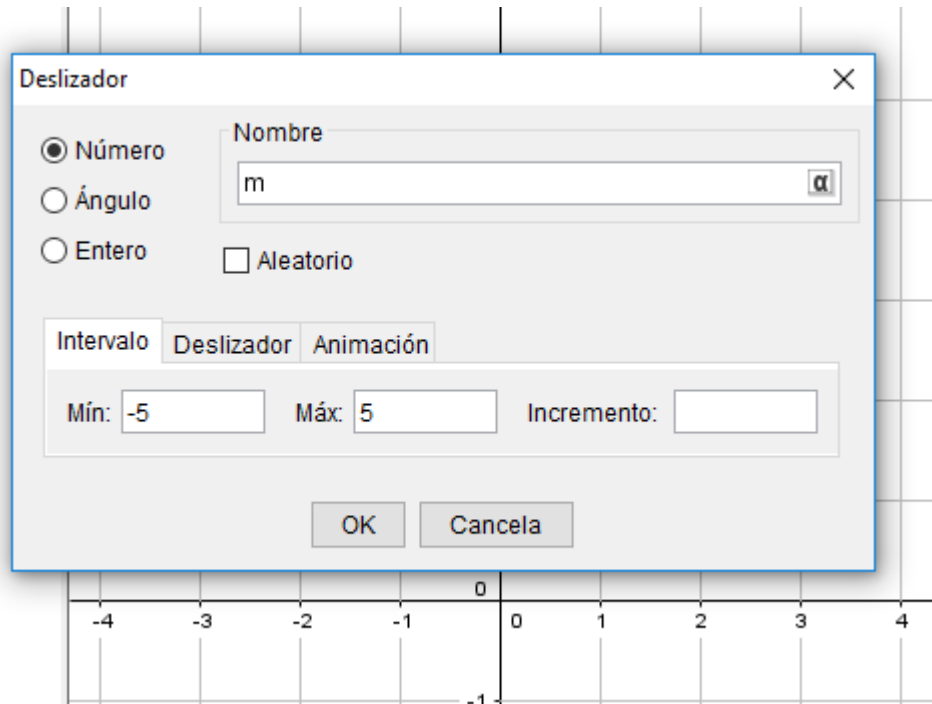 Deslizador
Número
Ángulo
Entero
Nombre
m
α
Aleatorio
Intervalo Deslizador Animación
Mín: -5 Máx: 5 Incremento:
OK Cancela
0
-4 -3 -2 -1 0 1 2 3 4
-1